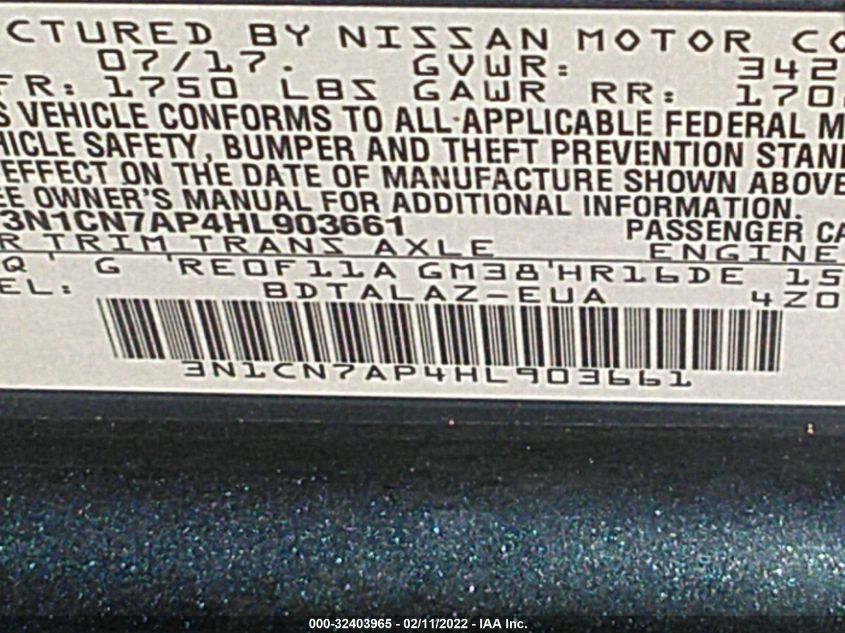 CTURED BY NISSAN MOTOR CO
07/17. GVWR: 342
FR: 1750 LBS GAWR RR: 170
S VEHICLE CONFORMS TO ALL APPLICABLE FEDERAL M
HICLE SAFETY, BUMPER AND THEFT PREVENTION STAN
EFFECT ON THE DATE OF MANUFACTURE SHOWN ABOVE
EE OWNER'S MANUAL FOR ADDITIONAL INFORMATION.
3N1CN7AP4HL903661 PASSENGER CA
R TRIM TRANS AXLE ENGINE
Q G RE0F11A GM38 HR16DE 15
EL: BDTALAZ-EUA 4Z0
3N1CN7AP4HL903661
000-32403965 - 02/11/2022 - IAA Inc.